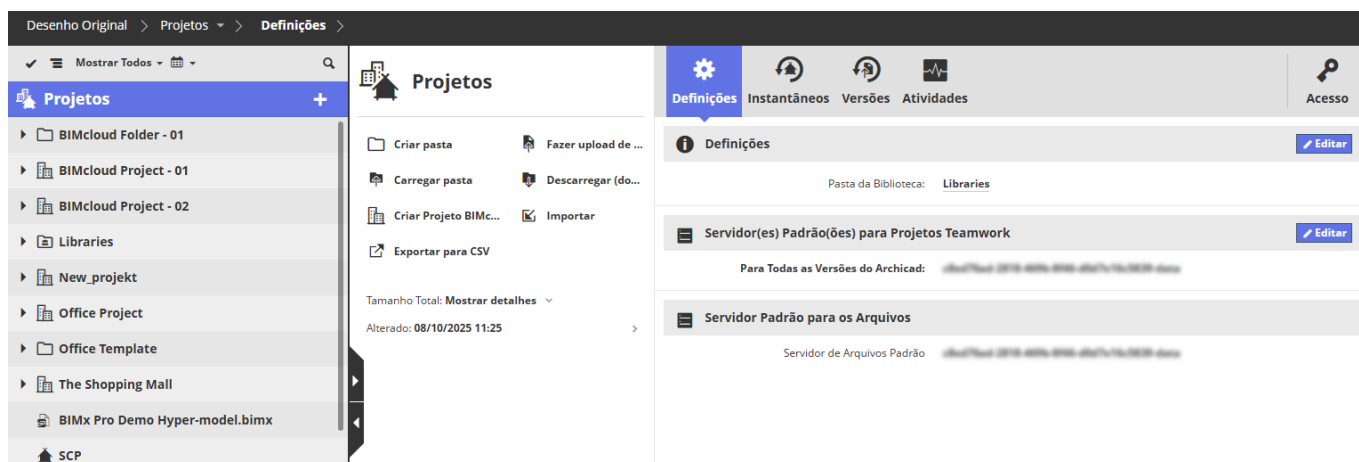 Desenho Original > Projetos > Definições >
Mostrar Todos
Projetos +
BIMcloud Folder - 01
BIMcloud Project - 01
BIMcloud Project - 02
Libraries
New_projekt
Office Project
Office Template
The Shopping Mall
BIMx Pro Demo Hyper-model.bimx
SCP
Projetos
Criar pasta
Fazer upload de ...
Carregar pasta
Descarregar (do...
Criar Projeto BIMc...
Importar
Exportar para CSV
Tamanho Total: Mostrar detalhes
Alterado: 08/10/2025 11:25
Definições
Instantâneos
Versões
Atividades
Acesso
Definições
Editar
Pasta da Biblioteca: Libraries
Servidor(es) Padrão(ões) para Projetos Teamwork
Editar
Para Todas as Versões do Archicad:
Servidor Padrão para os Arquivos
Servidor de Arquivos Padrão